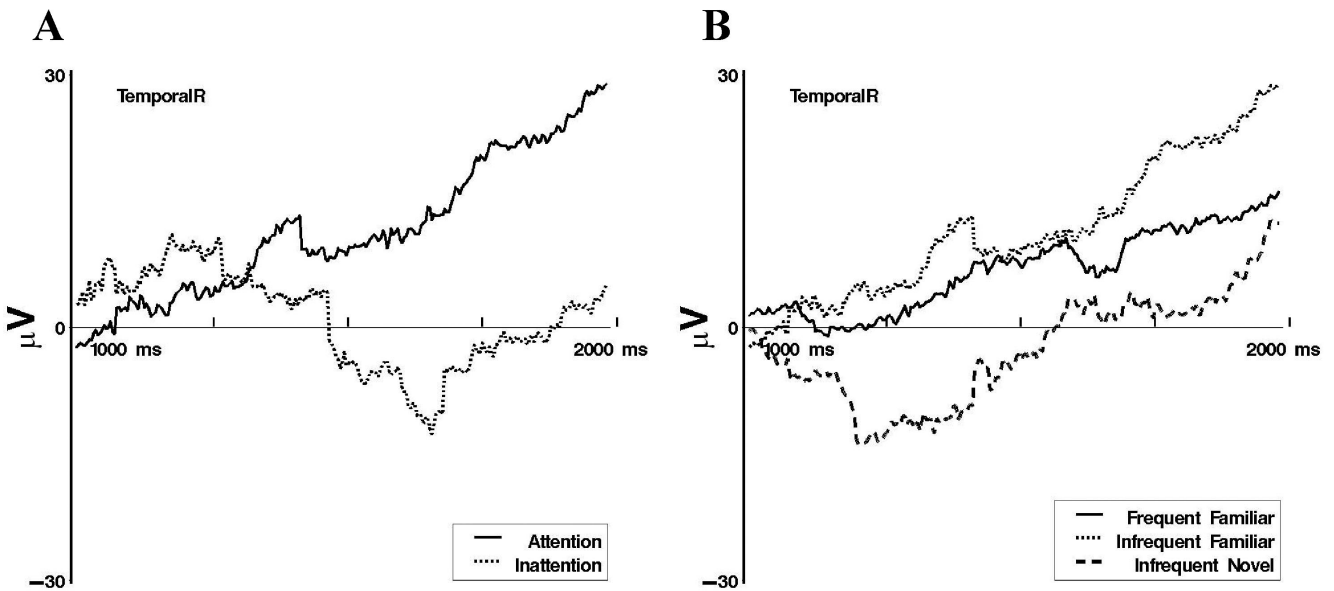 A
30
TemporalR
μV
0
1000 ms
2000 ms
Attention
Inattention
−30
B
30
TemporalR
μV
0
1000 ms
2000 ms
Frequent Familiar
Infrequent Familiar
Infrequent Novel
−30